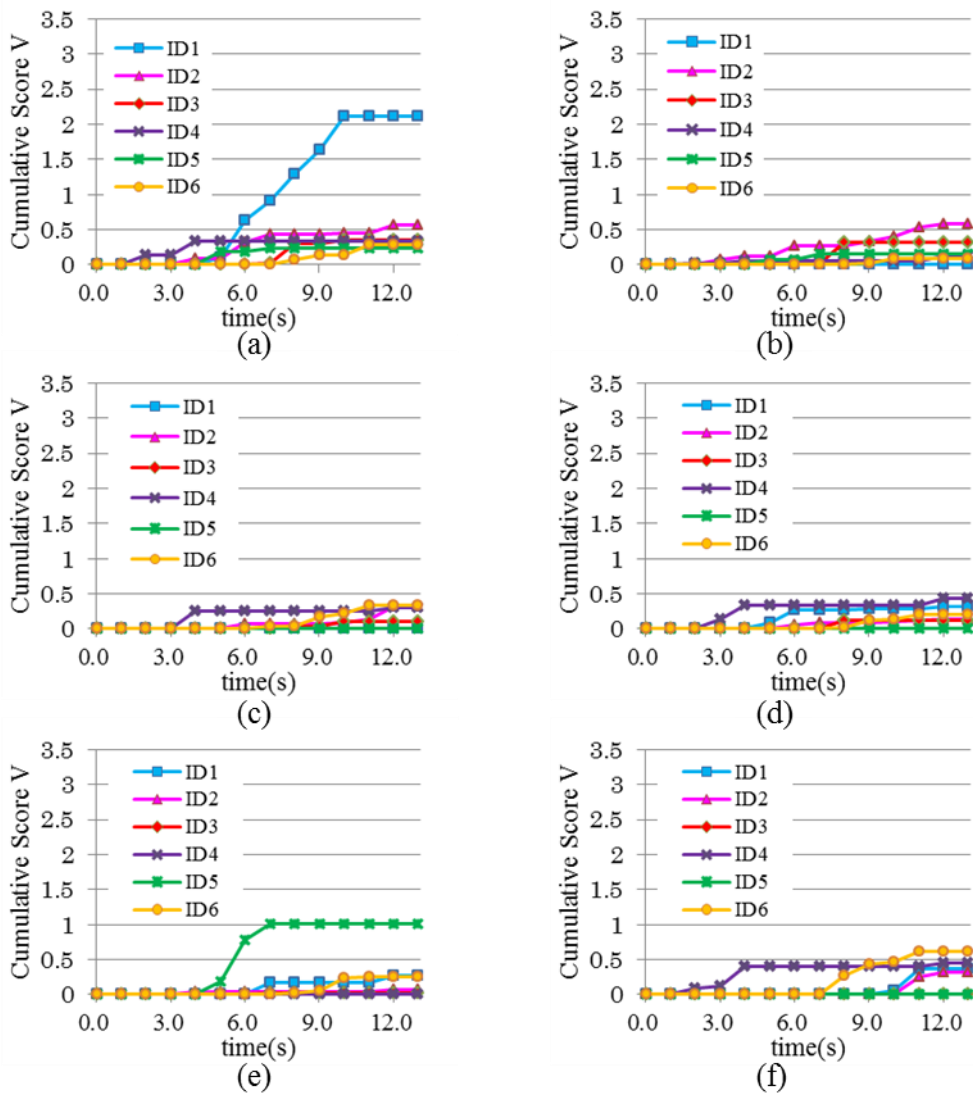 3.5
3
2.5
2
1.5
1
0.5
0
Cumulative Score V
ID1
ID2
ID3
ID4
ID5
ID6
0.0 3.0 6.0 9.0 12.0
time(s)
(a)
3.5
3
2.5
2
1.5
1
0.5
0
Cumulative Score V
ID1
ID2
ID3
ID4
ID5
ID6
0.0 3.0 6.0 9.0 12.0
time(s)
(b)
3.5
3
2.5
2
1.5
1
0.5
0
Cumulative Score V
ID1
ID2
ID3
ID4
ID5
ID6
0.0 3.0 6.0 9.0 12.0
time(s)
(c)
3.5
3
2.5
2
1.5
1
0.5
0
Cumulative Score V
ID1
ID2
ID3
ID4
ID5
ID6
0.0 3.0 6.0 9.0 12.0
time(s)
(d)
3.5
3
2.5
2
1.5
1
0.5
0
Cumulative Score V
ID1
ID2
ID3
ID4
ID5
ID6
0.0 3.0 6.0 9.0 12.0
time(s)
(e)
3.5
3
2.5
2
1.5
1
0.5
0
Cumulative Score V
ID1
ID2
ID3
ID4
ID5
ID6
0.0 3.0 6.0 9.0 12.0
time(s)
(f)